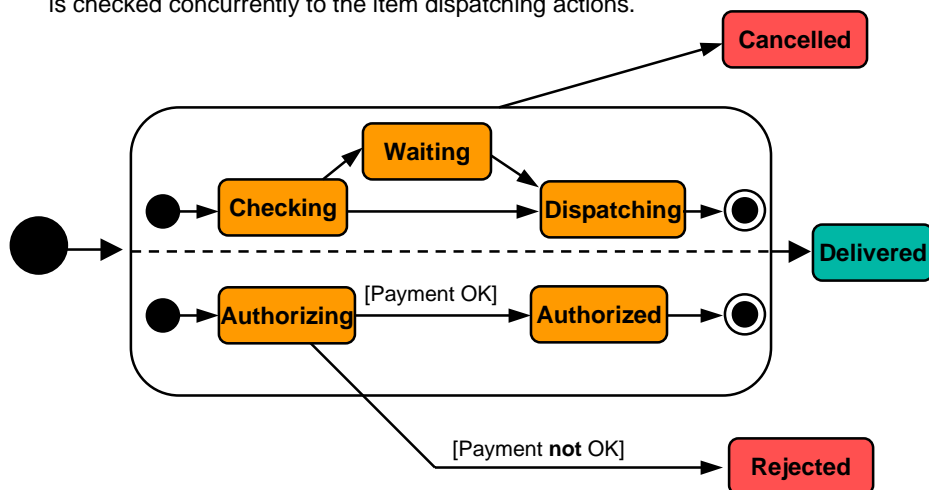 is checked concurrently to the item dispatching actions.
Cancelled
Waiting
Checking
Dispatching
Delivered
[Payment OK]
Authorizing
Authorized
[Payment not OK]
Rejected